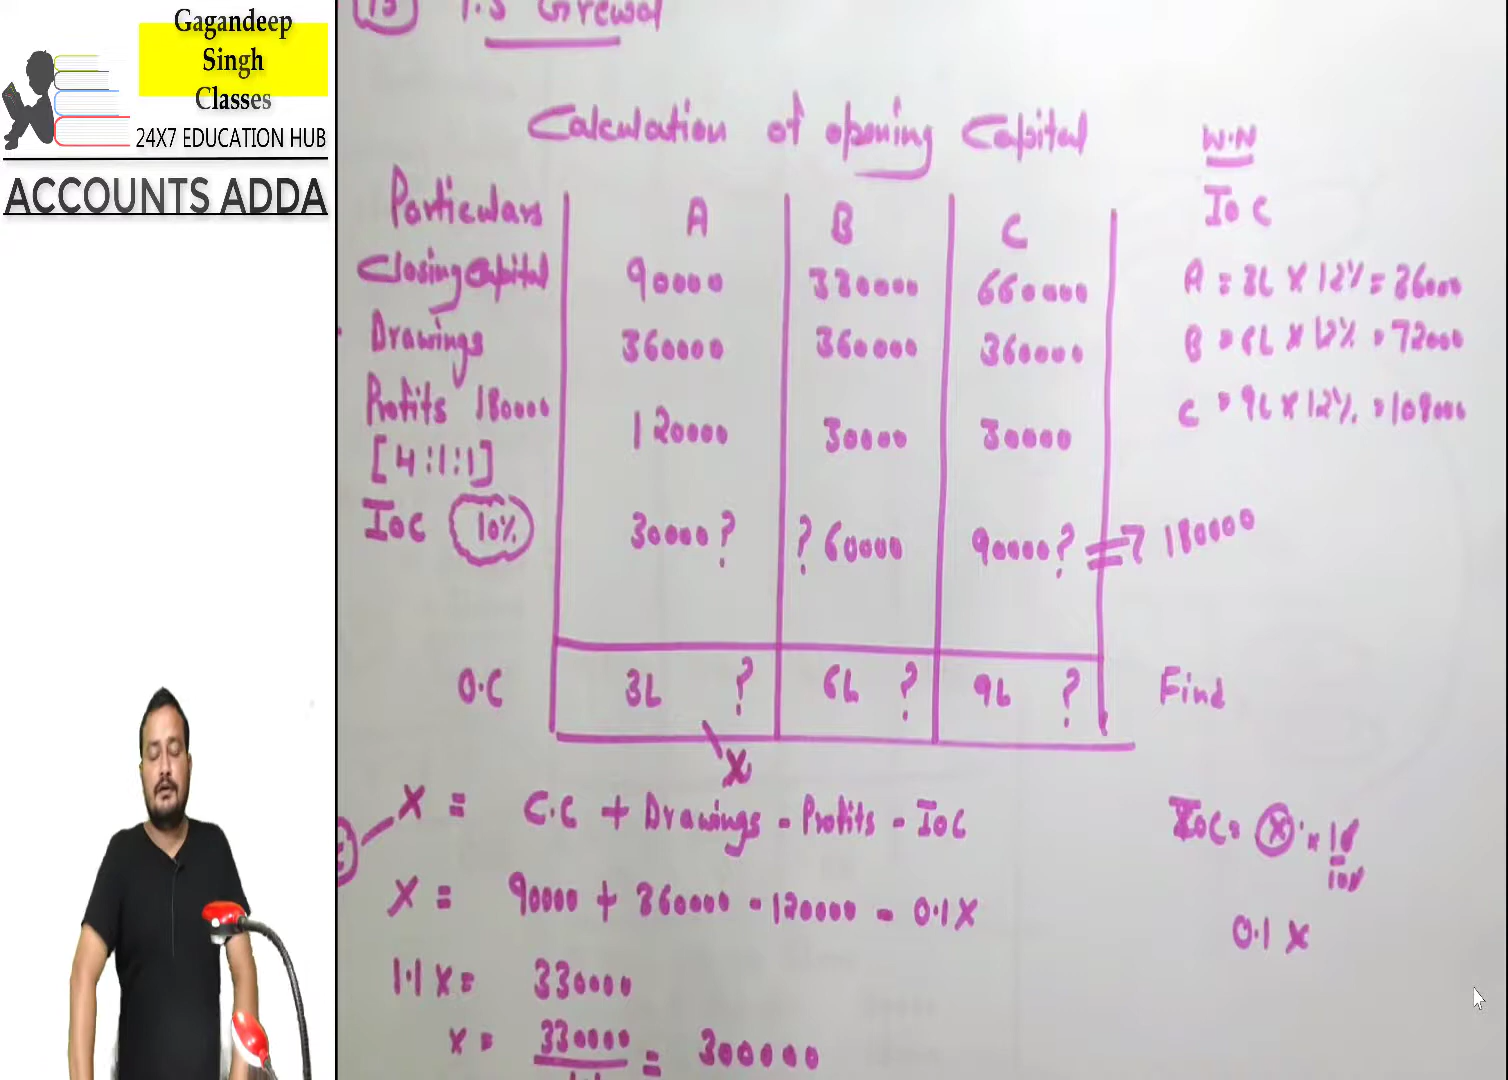 Gagandeep
Singh
Classes
24X7 EDUCATION HUB
ACCOUNTS ADDA
T.S Grewal
Calculation of opening Capital
Particulars A B C
Closing Capital 90000 330000 660000
Drawings 360000 360000 360000
Profits 180000
[4:1:1] 120000 30000 30000
IOC 10% 30000? ? 60000 90000? => 180000
O.C 3L ? 6L ? 9L ? Find
X
W.N
IOC
A = 3L X 12% = 36000
B = 6L X 12% = 72000
C = 9L X 12% = 108000
X = C.C + Drawings - Profits - IOC
X = 90000 + 360000 - 120000 - 0.1X
1.1X = 330000
X = 330000 = 300000
IOC = X × 10
100
0.1 X